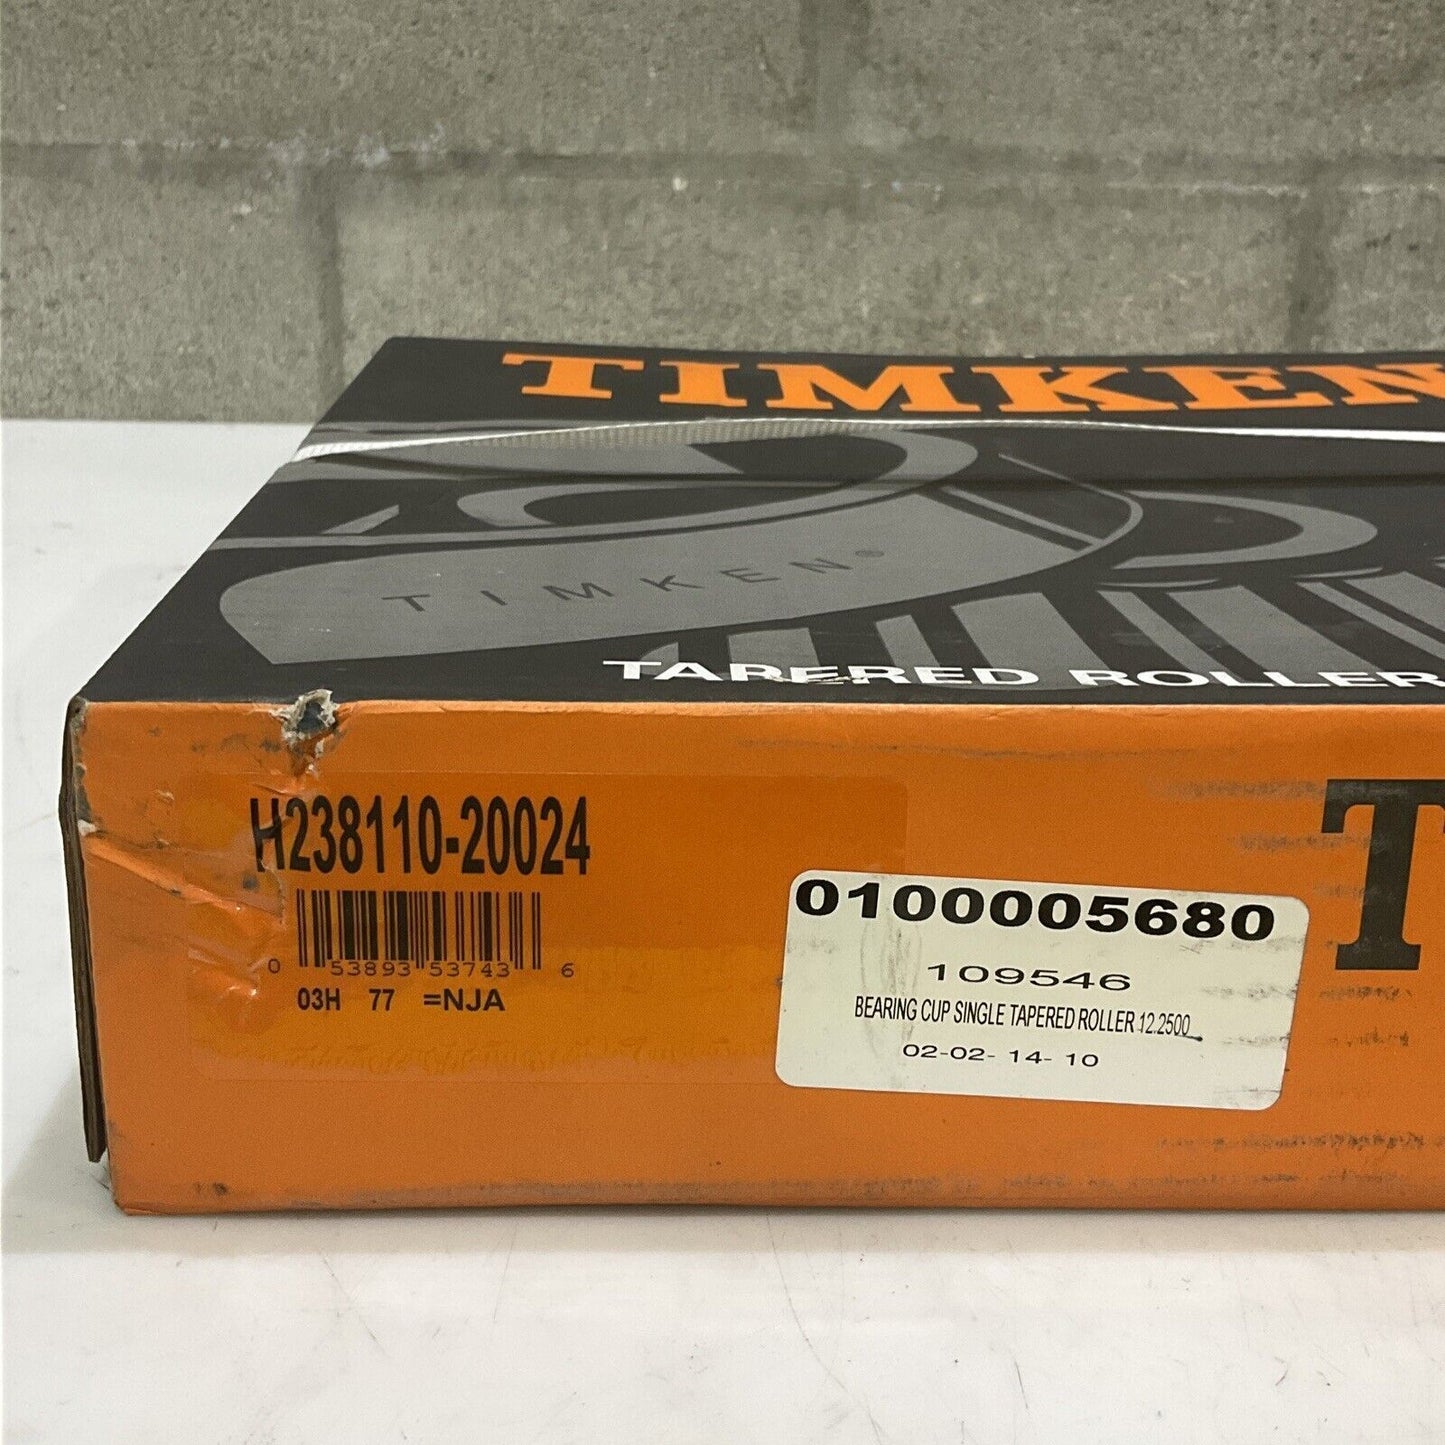 TIMKEN
TIMKEN®
TAPERED ROLLER
H238110-20024
0 53893 53743 6
03H 77 =NJA
0100005680
109546
BEARING CUP SINGLE TAPERED ROLLER 12.2500
02-02- 14- 10
T